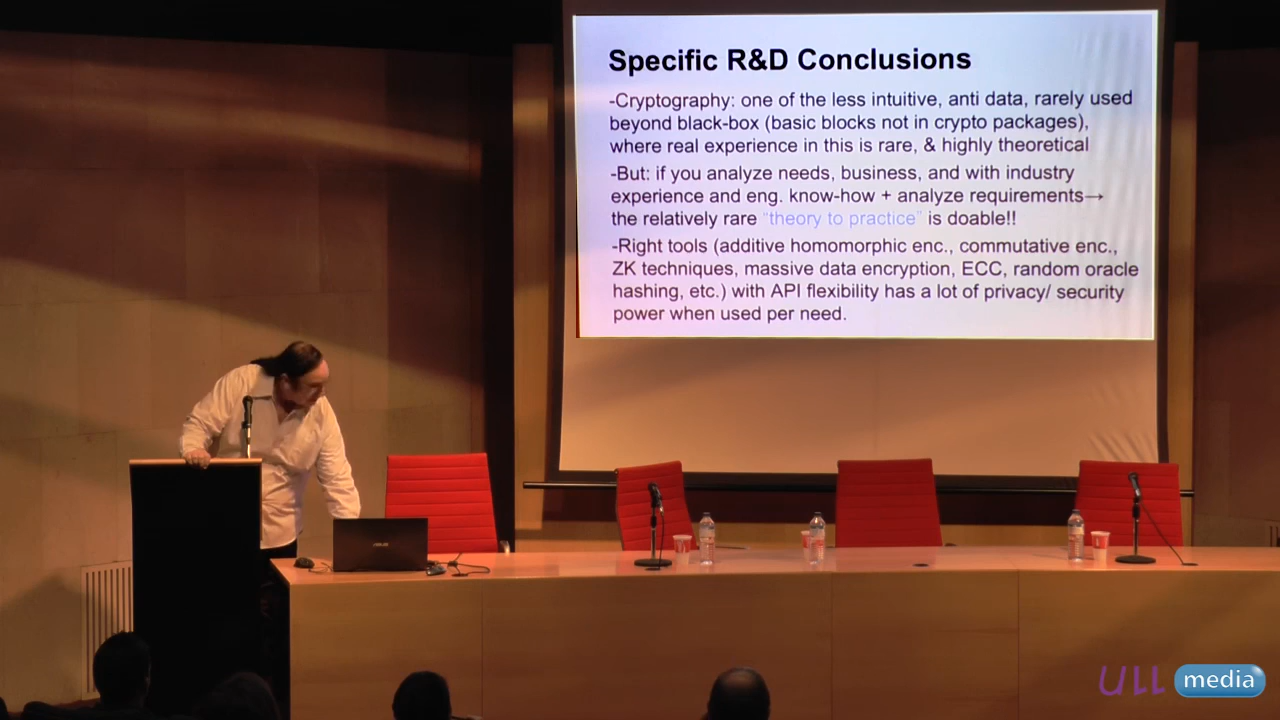 Specific R&D Conclusions
-Cryptography: one of the less intuitive, anti data, rarely used
beyond black-box (basic blocks not in crypto packages),
where real experience in this is rare, & highly theoretical
-But: if you analyze needs, business, and with industry
experience and eng. know-how + analyze requirements→
the relatively rare "theory to practice" is doable!!
-Right tools (additive homomorphic enc., commutative enc.,
ZK techniques, massive data encryption, ECC, random oracle
hashing, etc.) with API flexibility has a lot of privacy/ security
power when used per need.
ASUS
ULL media